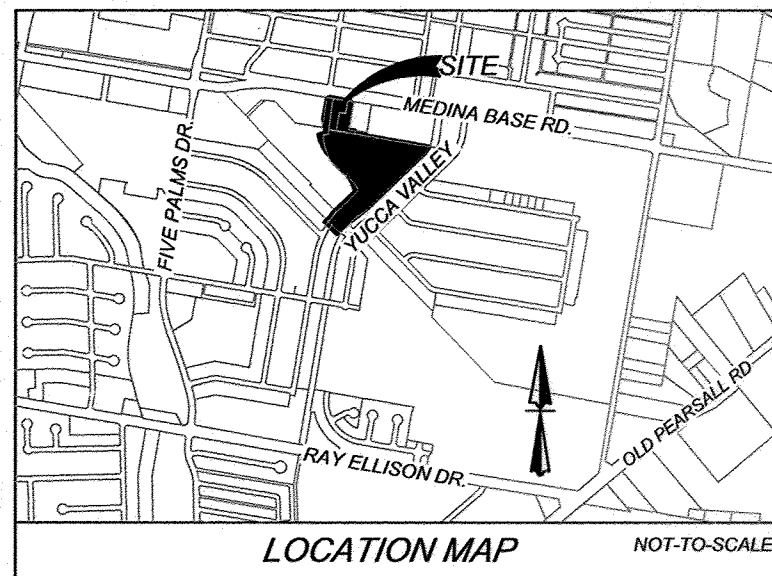 SITE
MEDINA BASE RD.
FIVE PALMS DR.
YUCCA VALLEY
OLD PEARSALL RD
RAY ELLISON DR.
LOCATION MAP
NOT-TO-SCALE